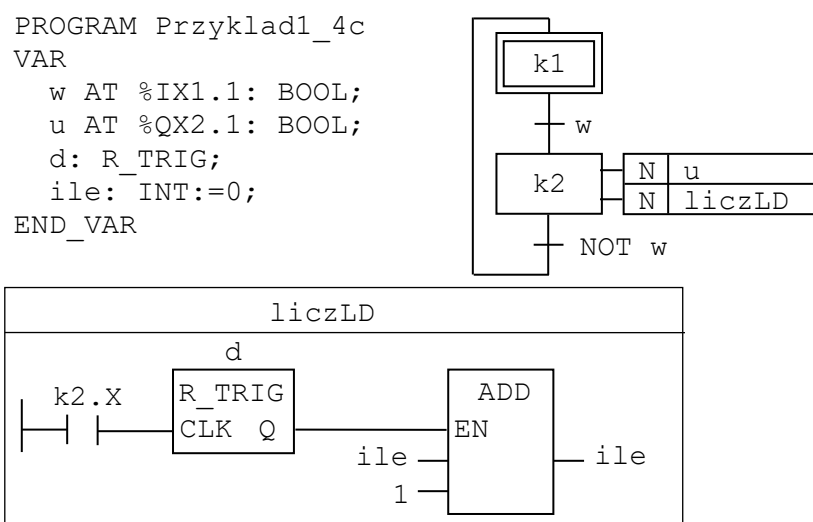 PROGRAM Przyklad1_4c
VAR
w AT %IX1.1: BOOL;
u AT %QX2.1: BOOL;
d: R_TRIG;
ile: INT:=0;
END_VAR
k1
w
k2
N u
N liczLD
NOT w
liczLD
d
k2.X
R_TRIG
CLK Q
ADD
EN
ile
ile
1